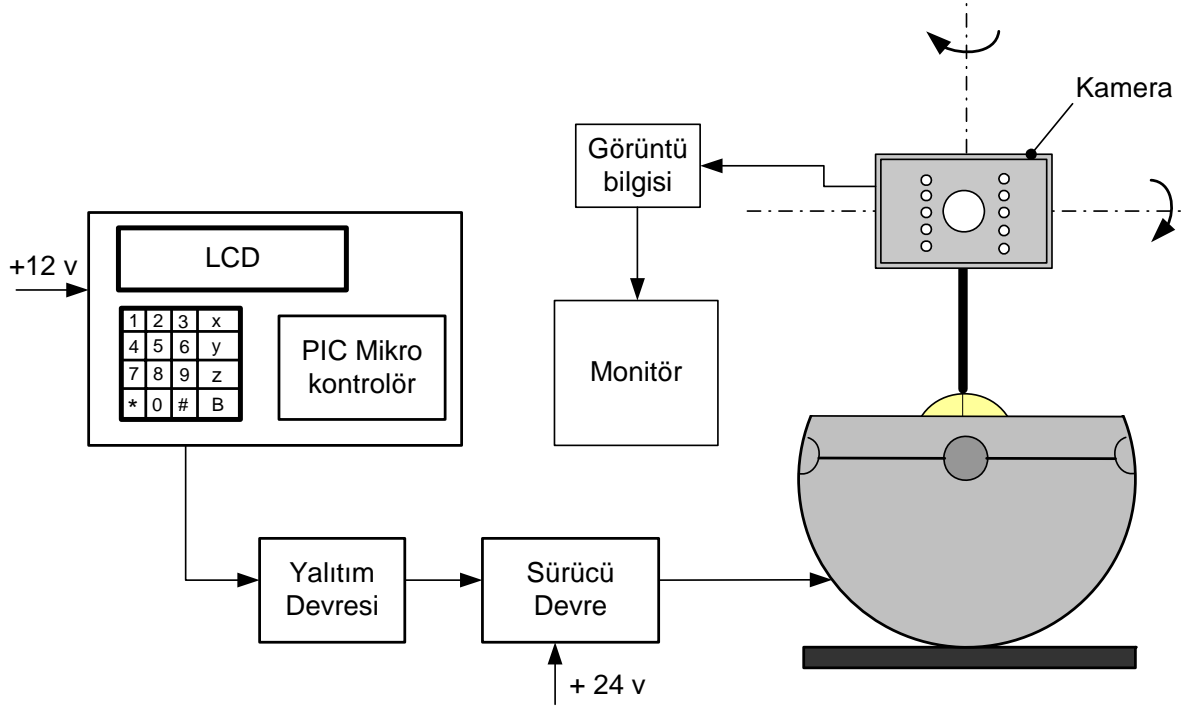 Kamera
Görüntü
bilgisi
LCD
+12 v
1 2 3 x
4 5 6 y
7 8 9 z
* 0 # B
PIC Mikro
kontrolör
Monitör
Yalıtım
Devresi
Sürücü
Devre
+ 24 v